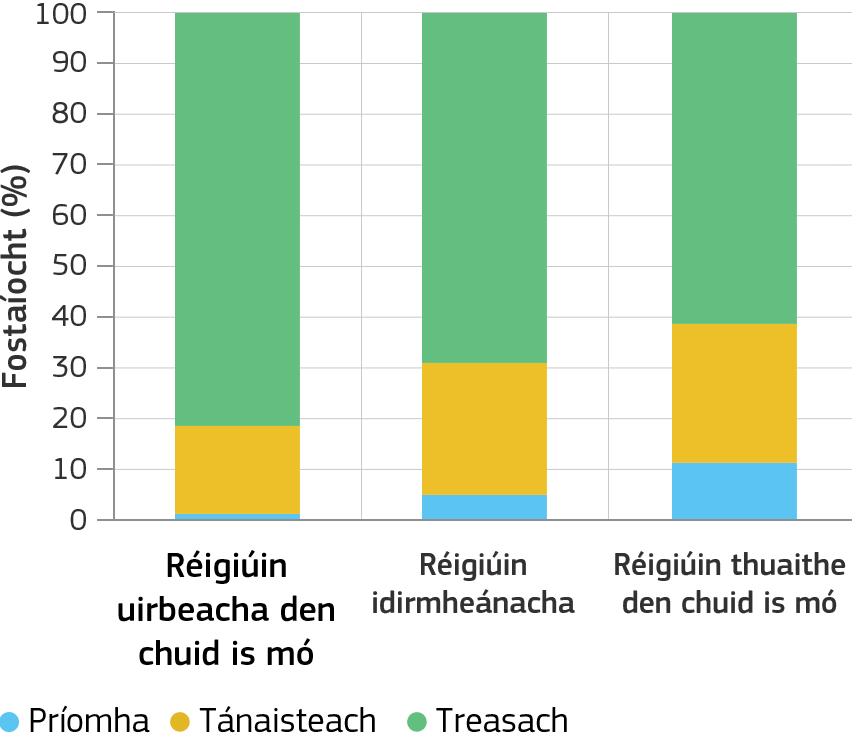 Fostaíocht (%)
100
90
80
70
60
50
40
30
20
10
0
Réigiúin
uirbeacha den
chuid is mó
Réigiúin
idirmheánacha
Réigiúin thuaithe
den chuid is mó
Príomha
Tánaisteach
Treasach